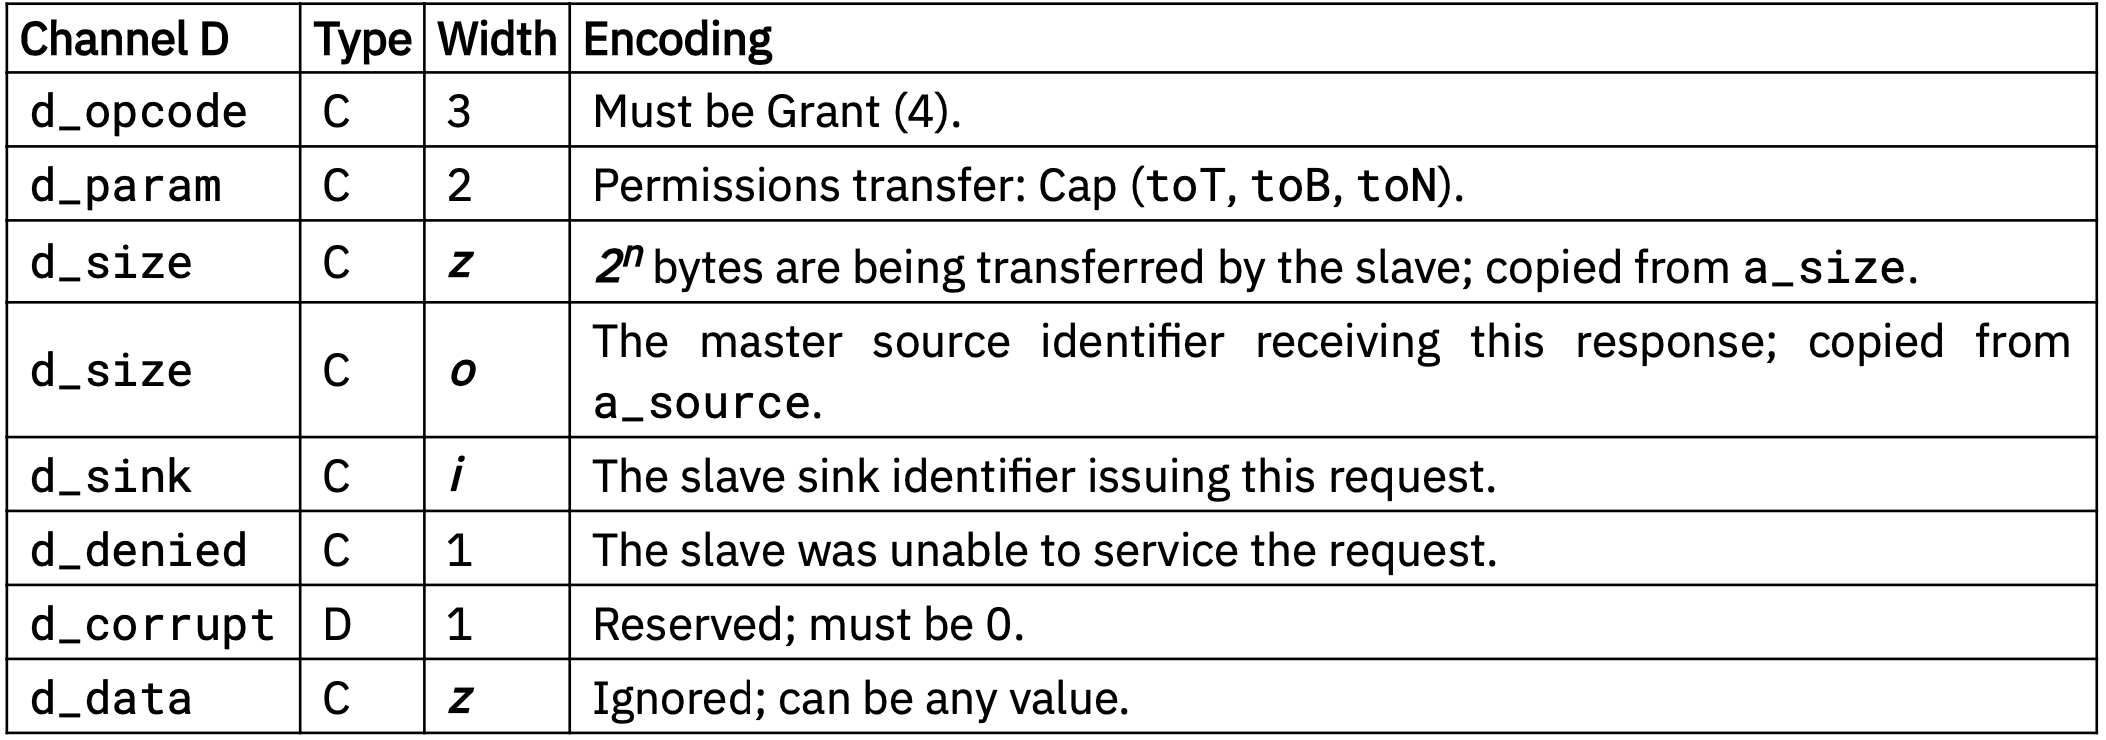 Channel D Type Width Encoding
d_opcode C 3 Must be Grant (4).
d_param C 2 Permissions transfer: Cap (toT, toB, toN).
d_size C z 2ⁿ bytes are being transferred by the slave; copied from a_size.
d_size C o The master source identifier receiving this response; copied from
a_source.
d_sink C i The slave sink identifier issuing this request.
d_denied C 1 The slave was unable to service the request.
d_corrupt D 1 Reserved; must be 0.
d_data C z Ignored; can be any value.